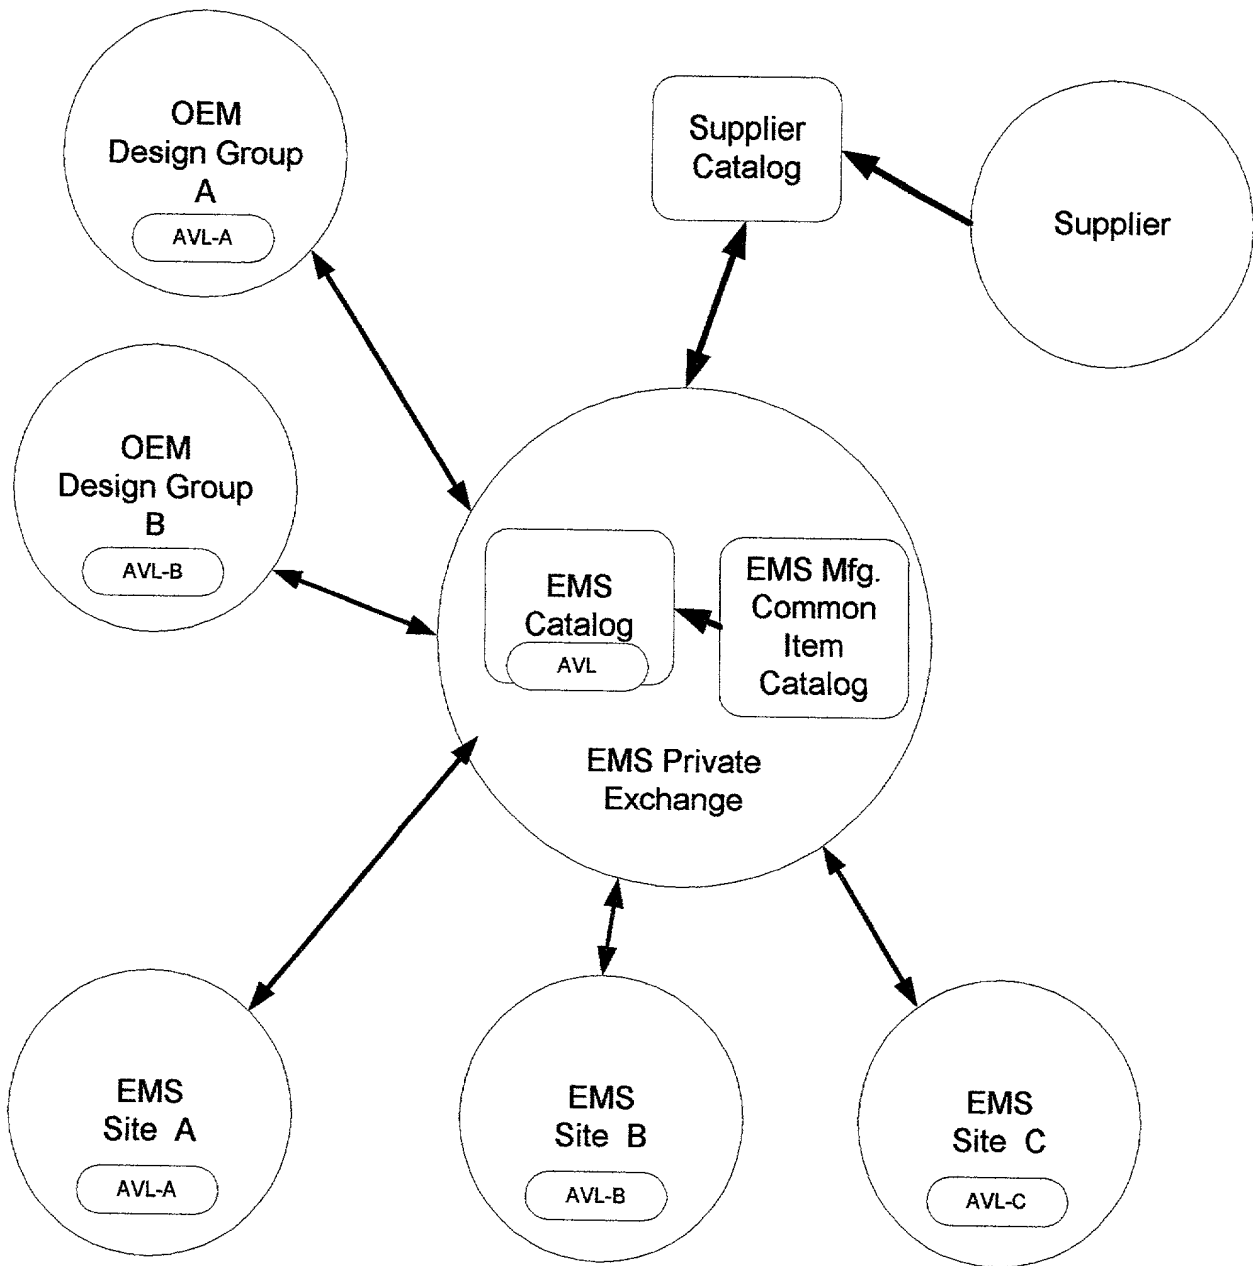 OEM
Design Group
A
AVL-A
Supplier
Catalog
Supplier
OEM
Design Group
B
AVL-B
EMS
Catalog
AVL
EMS Mfg.
Common
Item
Catalog
EMS Private
Exchange
EMS
Site A
AVL-A
EMS
Site B
AVL-B
EMS
Site C
AVL-C